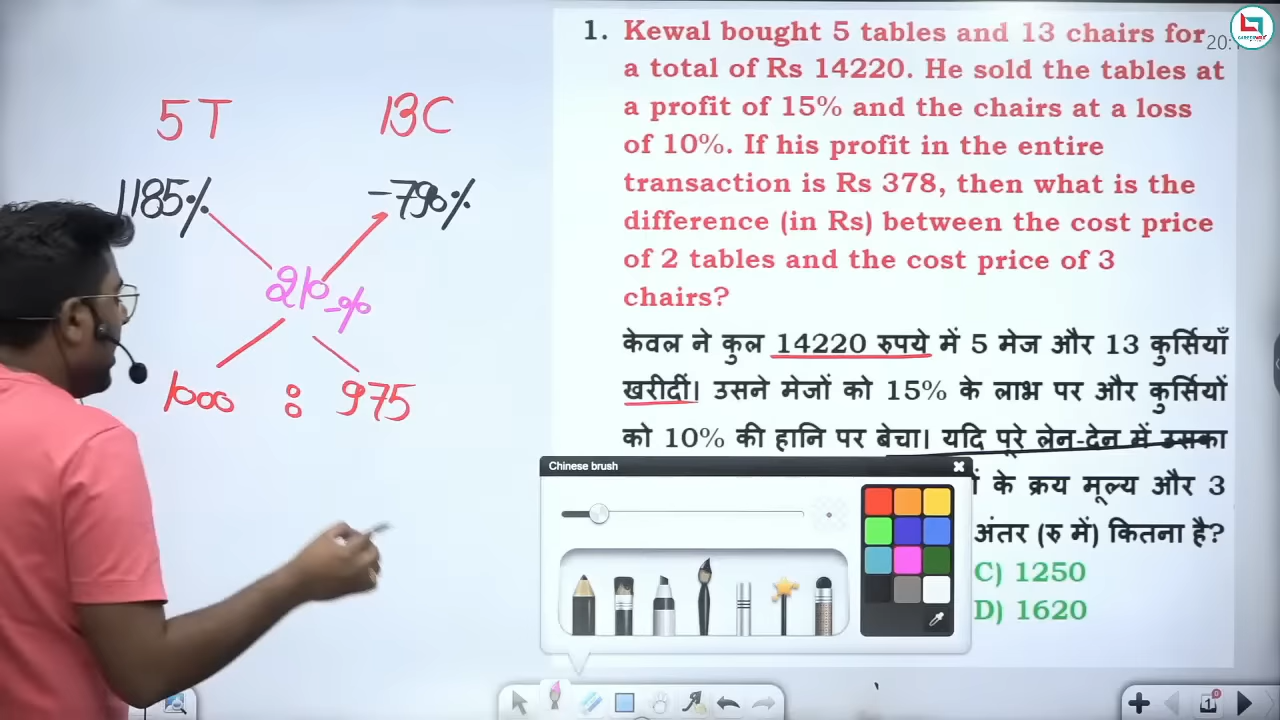 5T 13C
1185% -790%
210
-%
1000 : 975
1. Kewal bought 5 tables and 13 chairs for
a total of Rs 14220. He sold the tables at
a profit of 15% and the chairs at a loss
of 10%. If his profit in the entire
transaction is Rs 378, then what is the
difference (in Rs) between the cost price
of 2 tables and the cost price of 3
chairs?
केवल ने कुल 14220 रुपये में 5 मेज और 13 कुर्सियाँ
खरीदीं। उसने मेजों को 15% के लाभ पर और कुर्सियों
को 10% की हानि पर बेचा। यदि पूरे लेन-देन में उसका
के क्रय मूल्य और 3
अंतर (रु में) कितना है?
C) 1250
D) 1620
Chinese brush